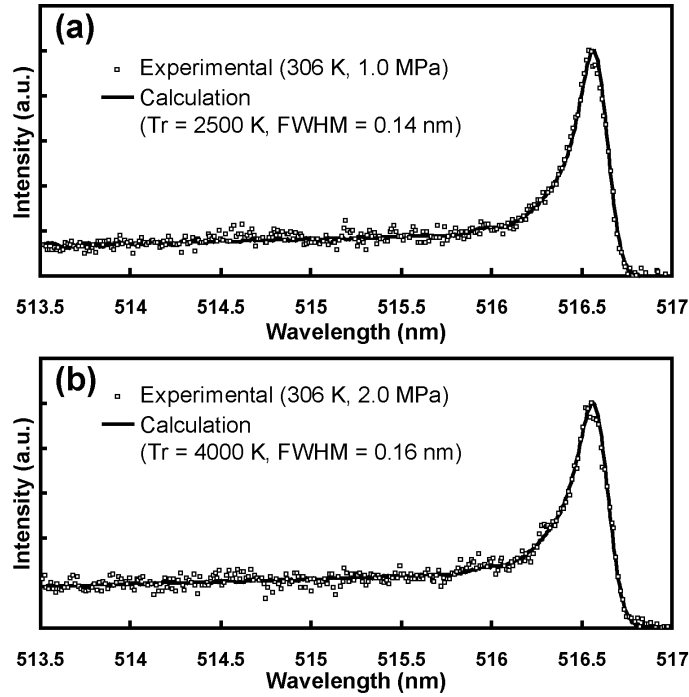 (a)
Experimental (306 K, 1.0 MPa)
Calculation
(Tr = 2500 K, FWHM = 0.14 nm)
Intensity (a.u.)
513.5 514 514.5 515 515.5 516 516.5 517
Wavelength (nm)
(b)
Experimental (306 K, 2.0 MPa)
Calculation
(Tr = 4000 K, FWHM = 0.16 nm)
Intensity (a.u.)
513.5 514 514.5 515 515.5 516 516.5 517
Wavelength (nm)